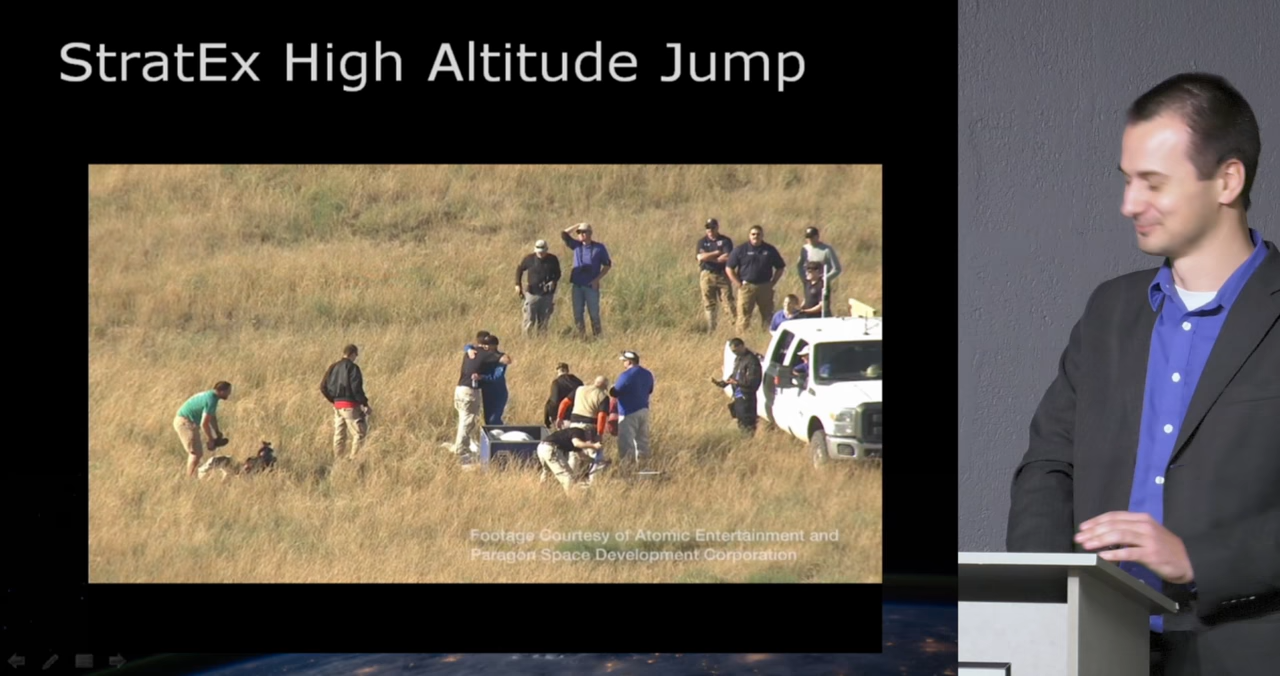 StratEx High Altitude Jump
Footage Courtesy of Atomic Entertainment and
Paragon Space Development Corporation